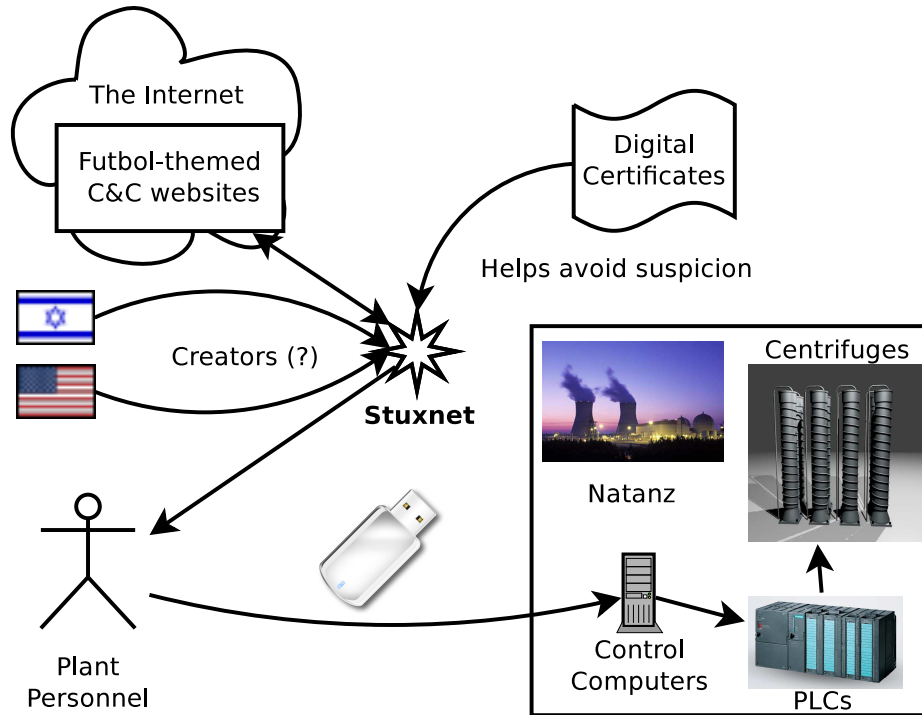 The Internet
Futbol-themed
C&C websites
Digital
Certificates
Helps avoid suspicion
Creators (?)
Stuxnet
Centrifuges
Natanz
Plant
Personnel
Control
Computers
PLCs